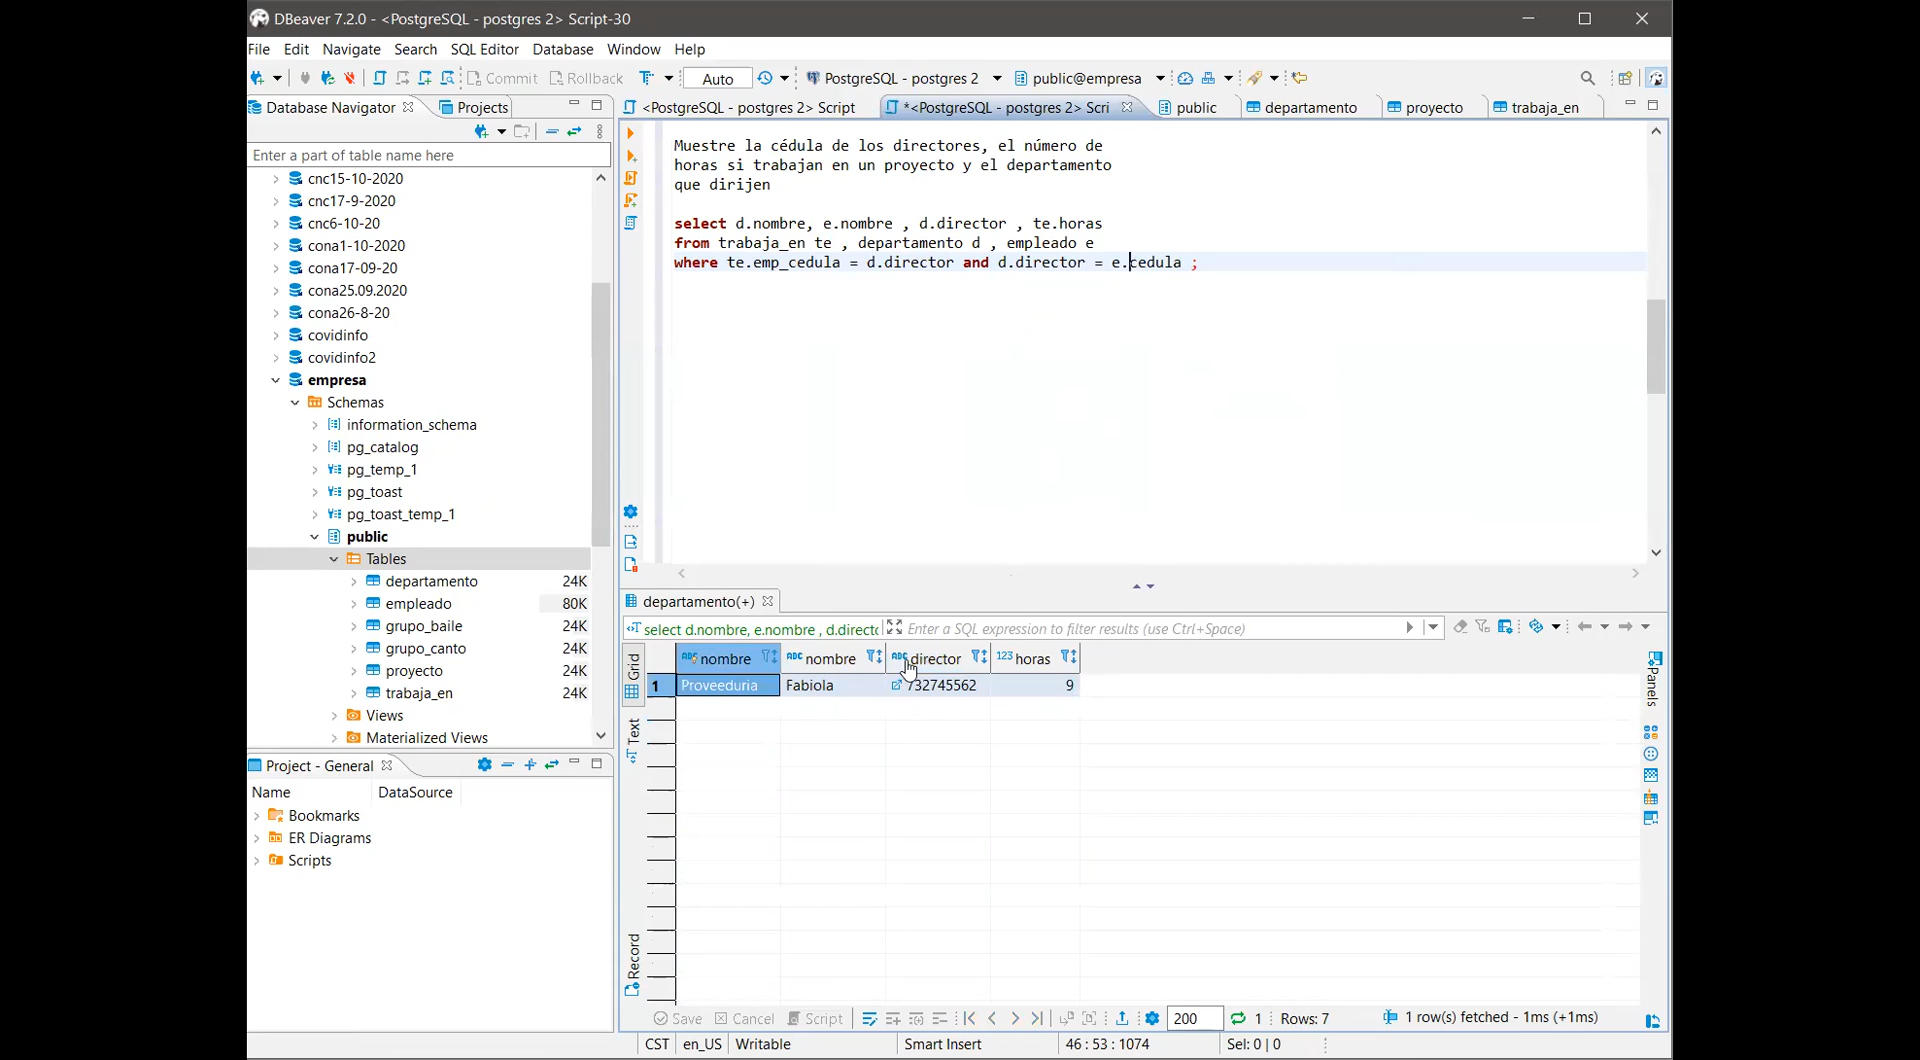 DBeaver 7.2.0 - <PostgreSQL - postgres 2> Script-30
File Edit Navigate Search SQL Editor Database Window Help
Commit Rollback Auto PostgreSQL - postgres 2 public@empresa
Database Navigator Projects
<PostgreSQL - postgres 2> Script *<PostgreSQL - postgres 2> Scri public departamento proyecto trabaja_en
Enter a part of table name here
cnc15-10-2020
cnc17-9-2020
cnc6-10-20
cona1-10-2020
cona17-09-20
cona25.09.2020
cona26-8-20
covidinfo
covidinfo2
empresa
Schemas
information_schema
pg_catalog
pg_temp_1
pg_toast
pg_toast_temp_1
public
Tables
departamento 24K
empleado 80K
grupo_baile 24K
grupo_canto 24K
proyecto 24K
trabaja_en 24K
Views
Materialized Views
Project - General
Name DataSource
Bookmarks
ER Diagrams
Scripts
Muestre la cédula de los directores, el número de
horas si trabajan en un proyecto y el departamento
que dirijen
select d.nombre, e.nombre , d.director , te.horas
from trabaja_en te , departamento d , empleado e
where te.emp_cedula = d.director and d.director = e.cedula ;
departamento(+)
select d.nombre, e.nombre , d.directo Enter a SQL expression to filter results (use Ctrl+Space)
Grid
Text
Record
Panels
ABC nombre ABC nombre ABC director 123 horas
1 Proveeduria Fabiola 732745562 9
Save Cancel Script 200 1 Rows: 7 1 row(s) fetched - 1ms (+1ms)
CST en_US Writable Smart Insert 46 : 53 : 1074 Sel: 0 | 0